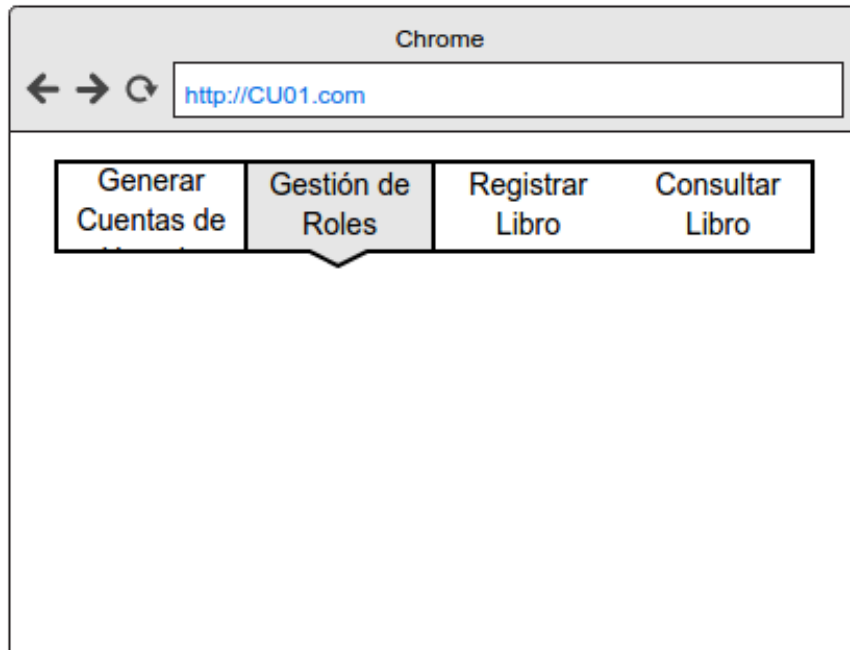 Chrome
http://CU01.com
Generar
Cuentas de
Gestión de
Roles
Registrar
Libro
Consultar
Libro